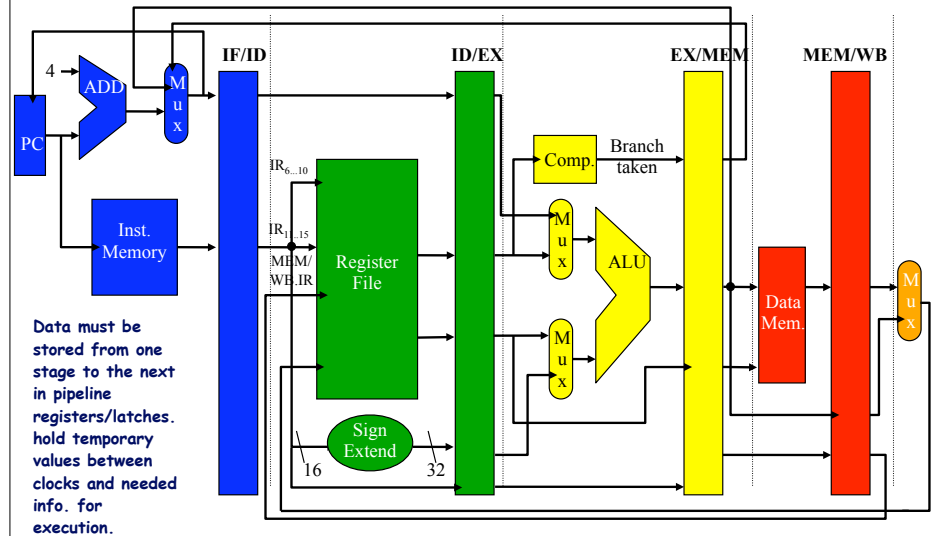 IF/ID
ID/EX
EX/MEM
MEM/WB
4
ADD
M
u
x
PC
Inst.
Memory
IR6...10
IR11...15
MEM/
WB.IR
Register
File
Sign
Extend
16
32
Comp.
Branch
taken
M
u
x
M
u
x
ALU
Data
Mem.
M
u
x
Data must be
stored from one
stage to the next
in pipeline
registers/latches.
hold temporary
values between
clocks and needed
info. for
execution.